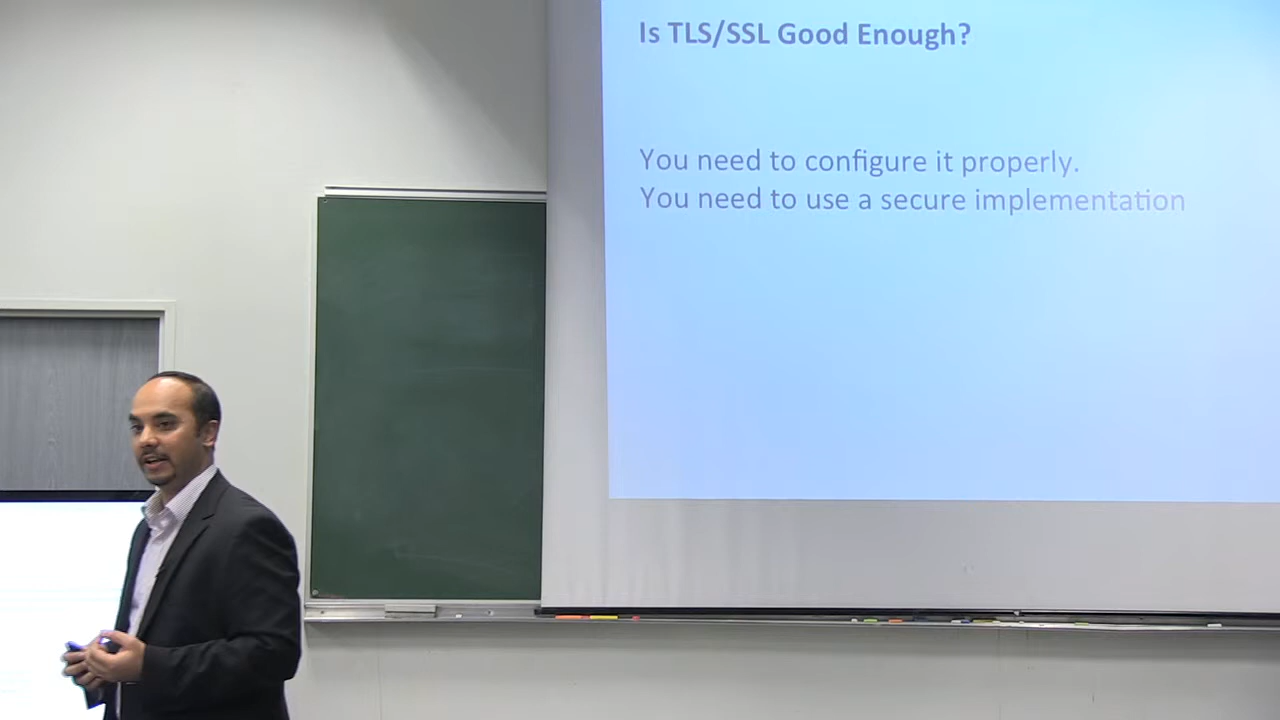 Is TLS/SSL Good Enough?
You need to configure it properly.
You need to use a secure implementation